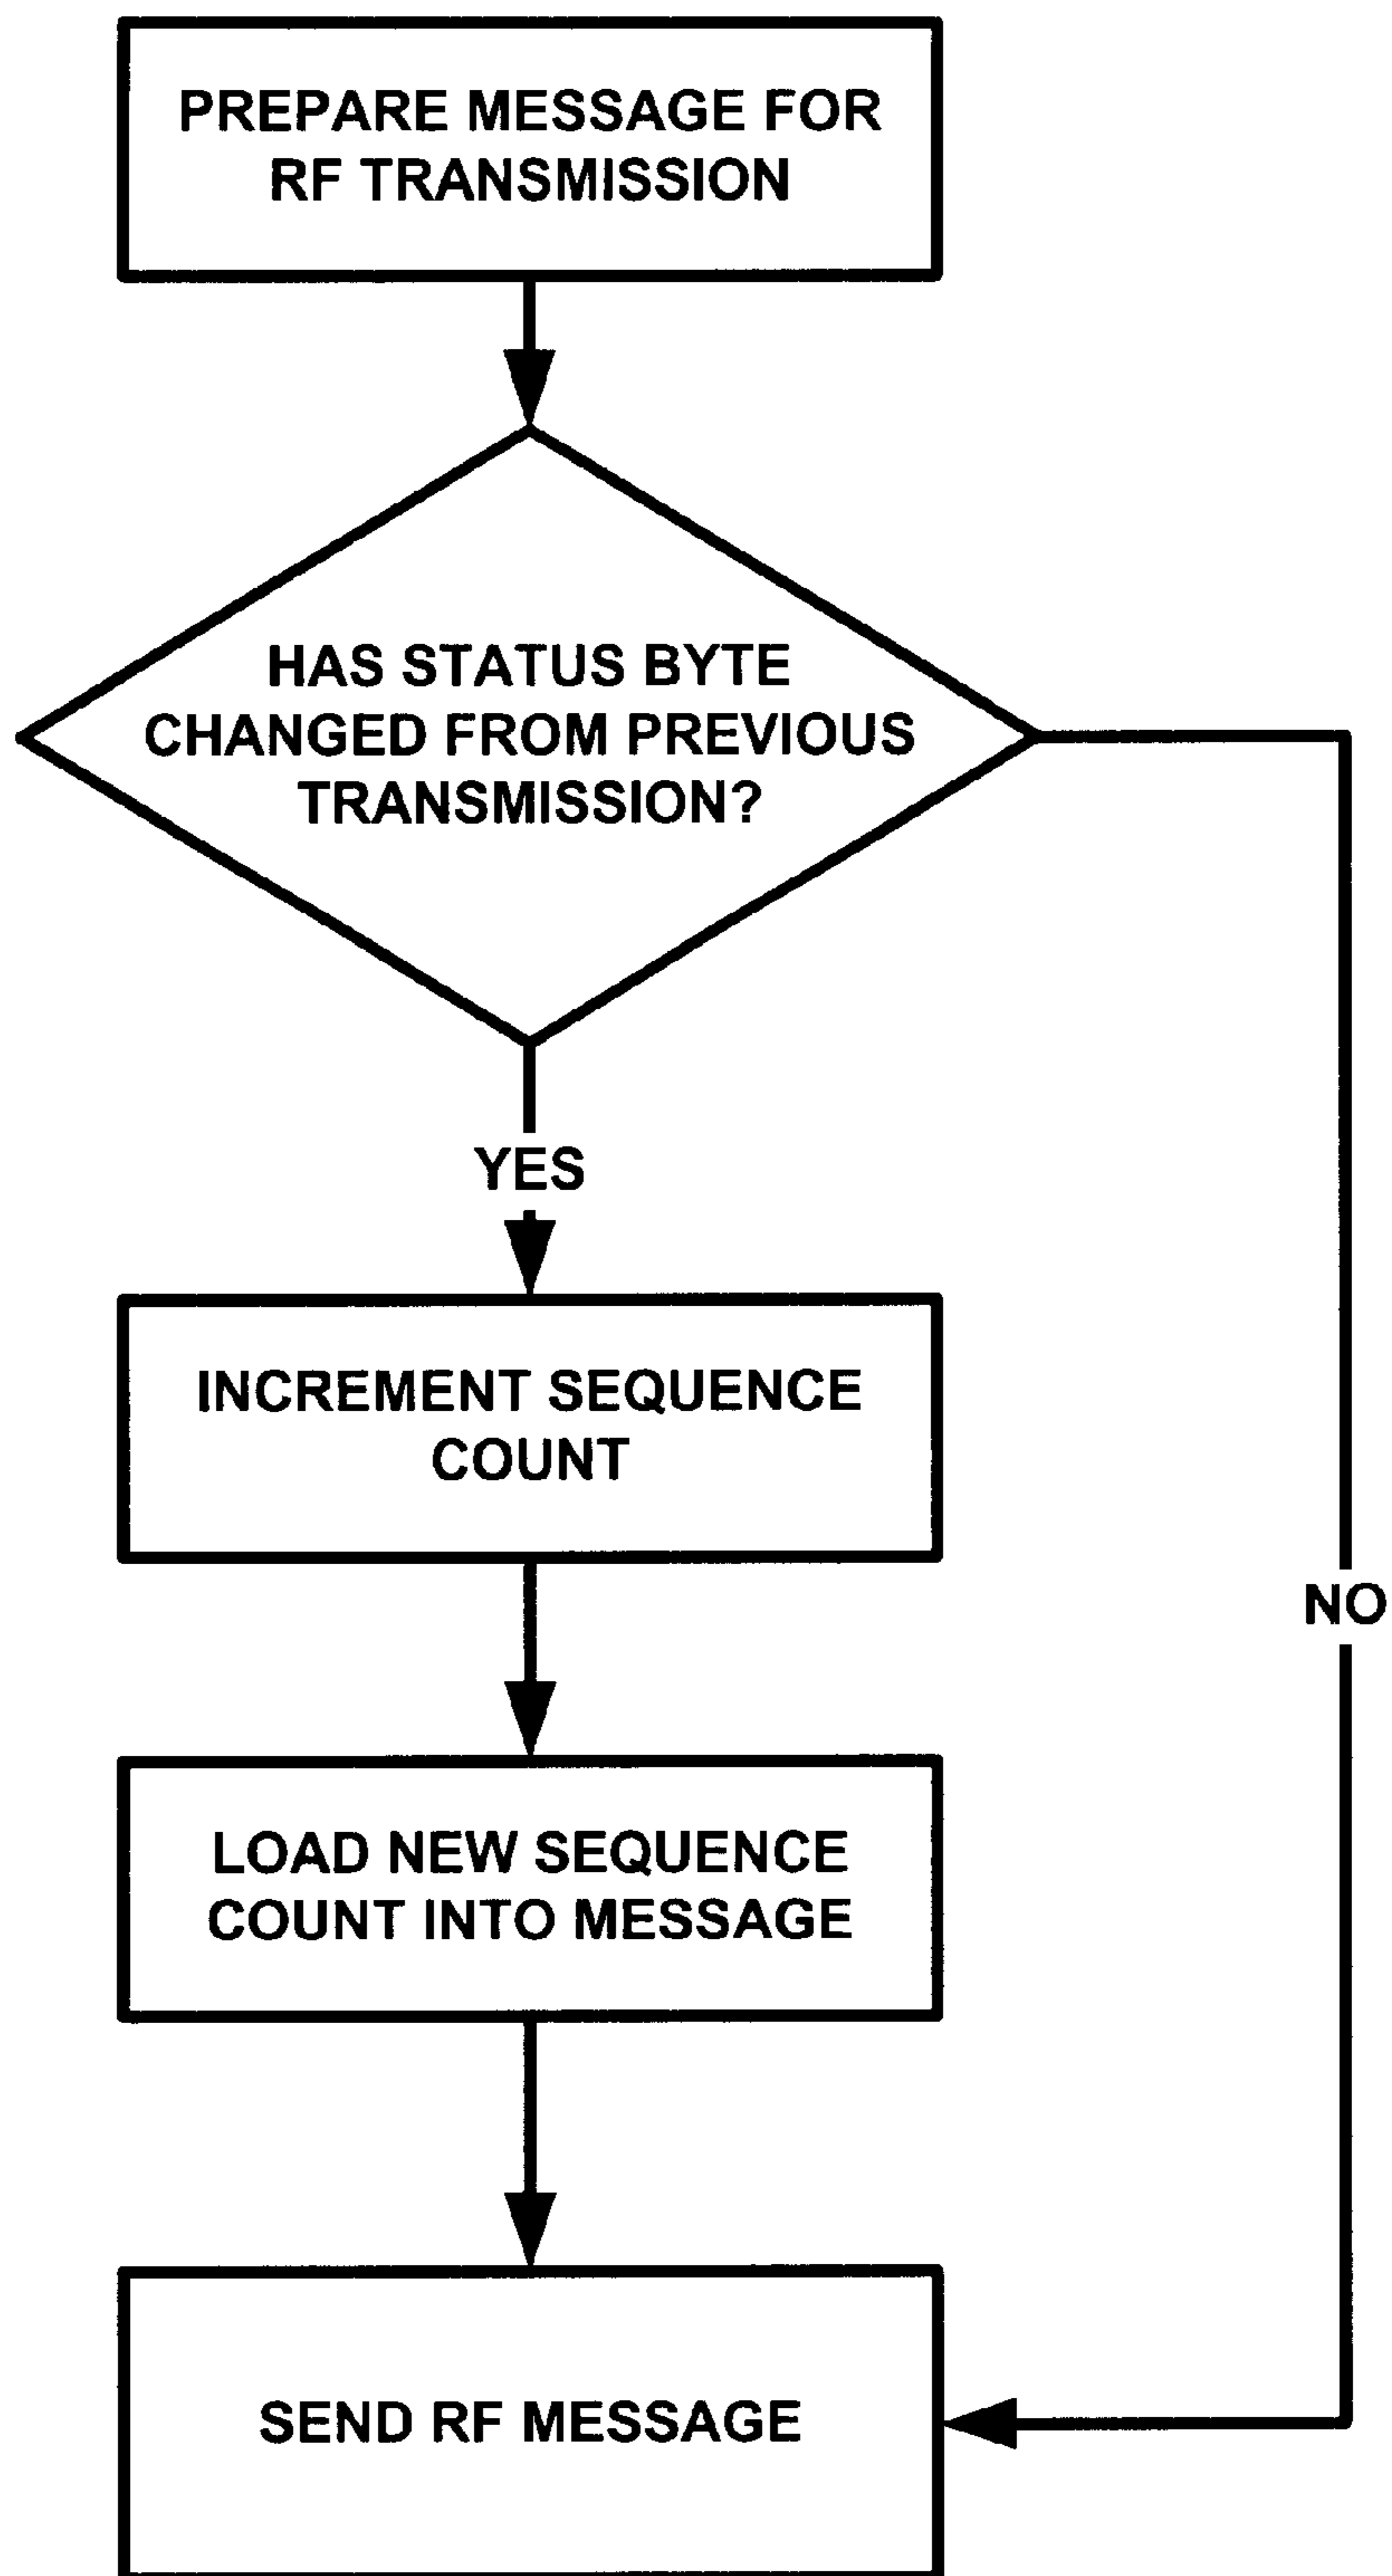 PREPARE MESSAGE FOR
RF TRANSMISSION
HAS STATUS BYTE
CHANGED FROM PREVIOUS
TRANSMISSION?
YES
INCREMENT SEQUENCE
COUNT
NO
LOAD NEW SEQUENCE
COUNT INTO MESSAGE
SEND RF MESSAGE